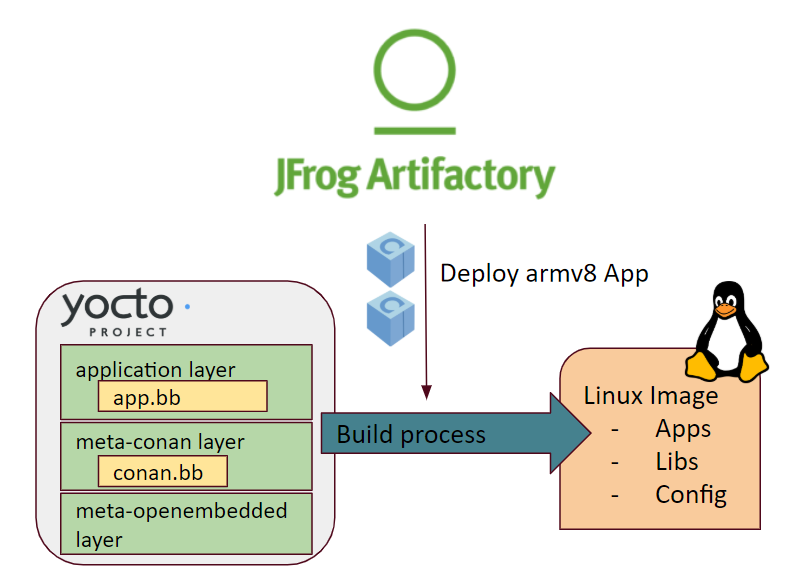 JFrog Artifactory
Deploy armv8 App
yocto
PROJECT
application layer
app.bb
meta-conan layer
conan.bb
meta-openembedded
layer
Build process
Linux Image
- Apps
- Libs
- Config